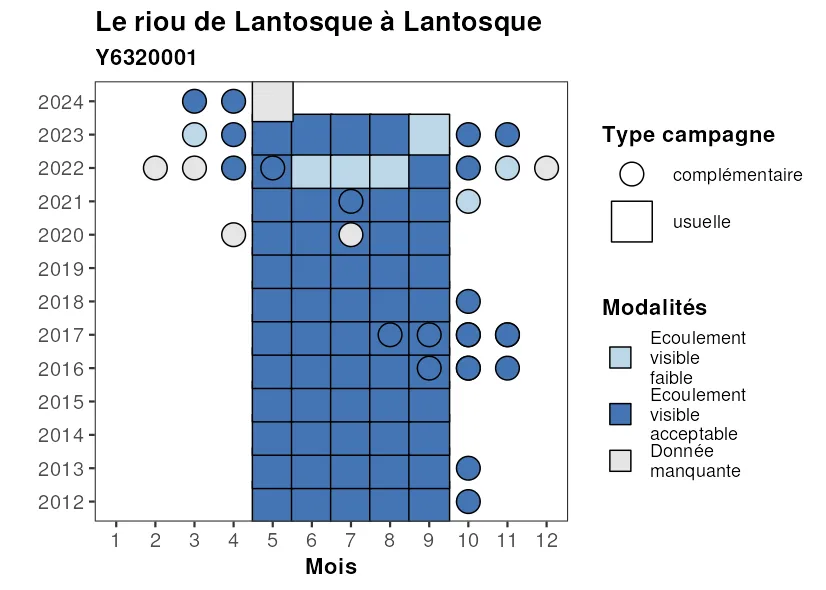 Le riou de Lantosque à Lantosque
Y6320001
2024
2023
2022
2021
2020
2019
2018
2017
2016
2015
2014
2013
2012
1 2 3 4 5 6 7 8 9 10 11 12
Mois
Type campagne
complémentaire
usuelle
Modalités
Ecoulement
visible
faible
Ecoulement
visible
acceptable
Donnée
manquante